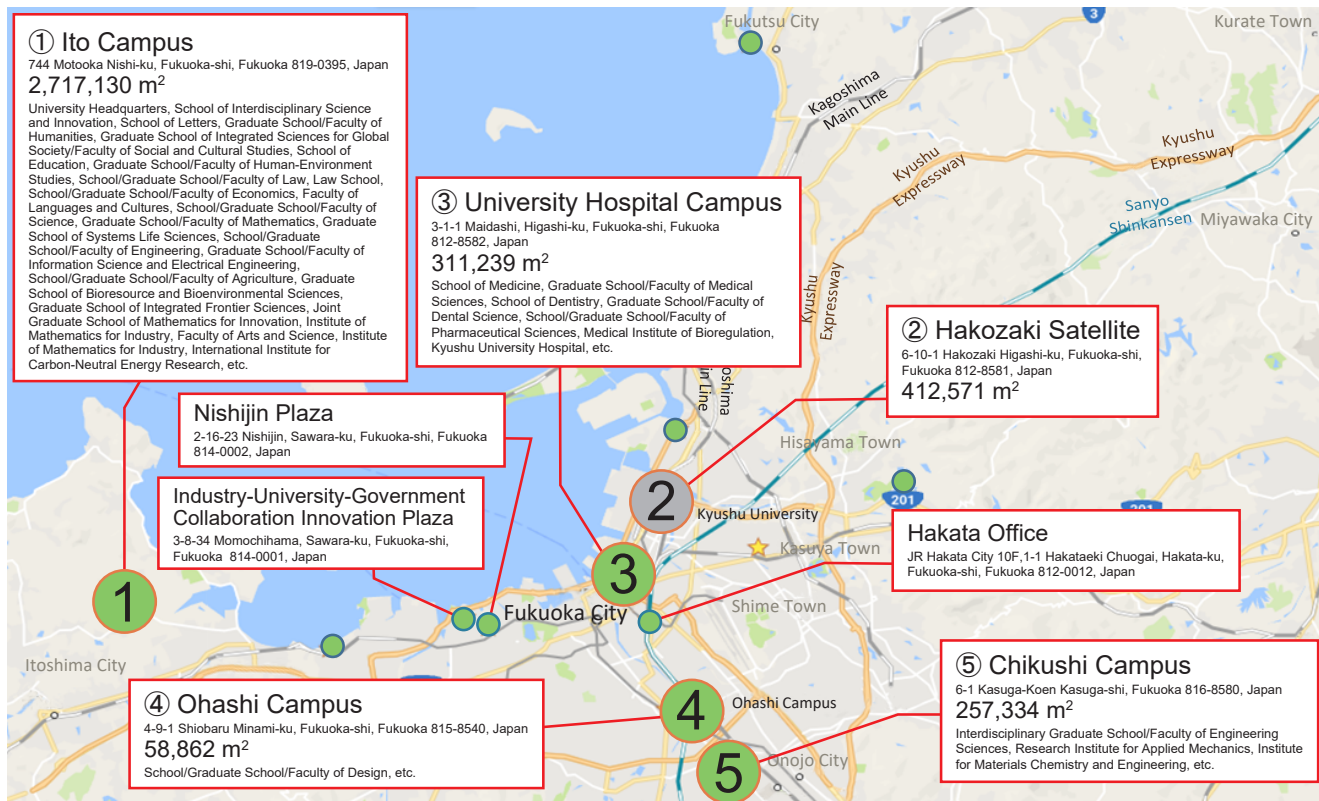 ① Ito Campus
744 Motooka Nishi-ku, Fukuoka-shi, Fukuoka 819-0395, Japan
2,717,130 m²
University Headquarters, School of Interdisciplinary Science
and Innovation, School of Letters, Graduate School/Faculty of
Humanities, Graduate School of Integrated Sciences for Global
Society/Faculty of Social and Cultural Studies, School of
Education, Graduate School/Faculty of Human-Environment
Studies, School/Graduate School/Faculty of Law, Law School,
School/Graduate School/Faculty of Economics, Faculty of
Languages and Cultures, School/Graduate School/Faculty of
Science, Graduate School/Faculty of Mathematics, Graduate
School of Systems Life Sciences, School/Graduate
School/Faculty of Engineering, Graduate School/Faculty of
Information Science and Electrical Engineering,
School/Graduate School/Faculty of Agriculture, Graduate
School of Bioresource and Bioenvironmental Sciences,
Graduate School of Integrated Frontier Sciences, Joint
Graduate School of Mathematics for Innovation, Institute of
Mathematics for Industry, Faculty of Arts and Science, Institute
of Mathematics for Industry, International Institute for
Carbon-Neutral Energy Research, etc.
Fukutsu City
3
Kurate Town
Kagoshima
Main Line
Kyushu
Expressway
Kyushu
Expressway
Sanyo
Shinkansen
Miyawaka City
③ University Hospital Campus
3-1-1 Maidashi, Higashi-ku, Fukuoka-shi, Fukuoka
812-8582, Japan
311,239 m²
School of Medicine, Graduate School/Faculty of Medical
Sciences, School of Dentistry, Graduate School/Faculty of
Dental Science, School/Graduate School/Faculty of
Pharmaceutical Sciences, Medical Institute of Bioregulation,
Kyushu University Hospital, etc.
Kyushu
Expressway
② Hakozaki Satellite
6-10-1 Hakozaki Higashi-ku, Fukuoka-shi,
Fukuoka 812-8581, Japan
412,571 m²
oshima
in Line
Nishijin Plaza
2-16-23 Nishijin, Sawara-ku, Fukuoka-shi, Fukuoka
814-0002, Japan
Hisayama Town
Industry-University-Government
Collaboration Innovation Plaza
3-8-34 Momochihama, Sawara-ku, Fukuoka-shi,
Fukuoka 814-0001, Japan
2
Kyushu University
201
201
Kasuya Town
Hakata Office
JR Hakata City 10F,1-1 Hakataeki Chuogai, Hakata-ku,
Fukuoka-shi, Fukuoka 812-0012, Japan
1
3
Fukuoka City
Shime Town
Itoshima City
④ Ohashi Campus
4-9-1 Shiobaru Minami-ku, Fukuoka-shi, Fukuoka 815-8540, Japan
58,862 m²
School/Graduate School/Faculty of Design, etc.
4
Ohashi Campus
5
Onojo City
⑤ Chikushi Campus
6-1 Kasuga-Koen Kasuga-shi, Fukuoka 816-8580, Japan
257,334 m²
Interdisciplinary Graduate School/Faculty of Engineering
Sciences, Research Institute for Applied Mechanics, Institute
for Materials Chemistry and Engineering, etc.